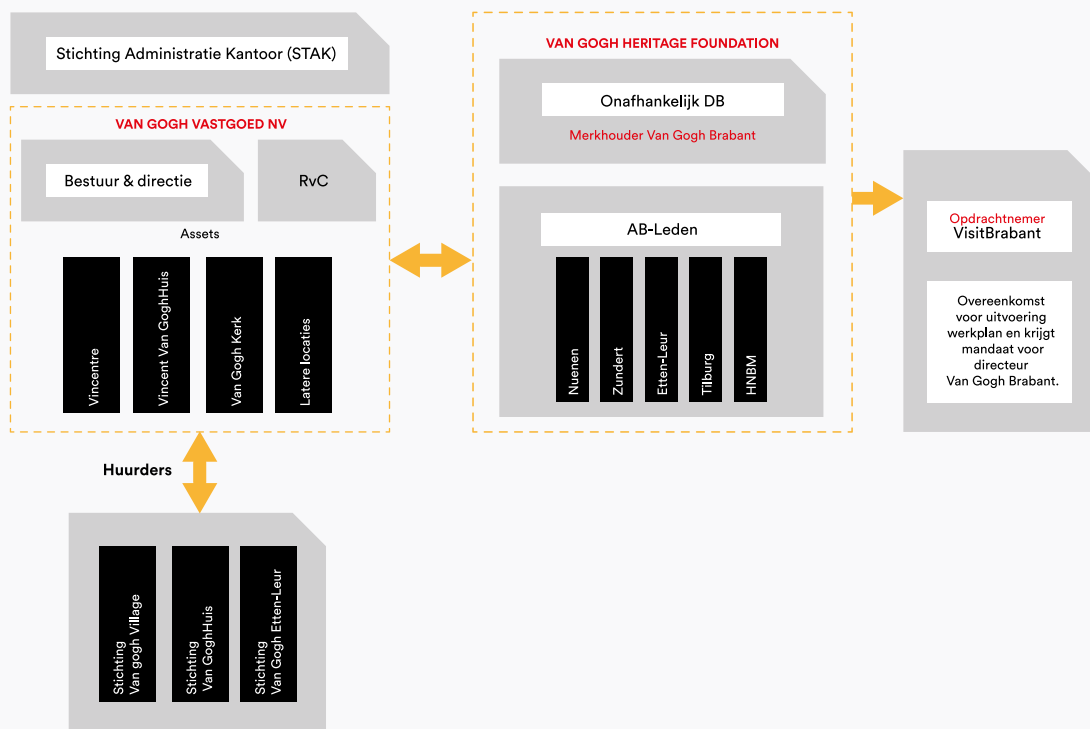 Stichting Administratie Kantoor (STAK)
VAN GOGH VASTGOED NV
Bestuur & directie
RvC
Assets
Vincentre
Vincent Van GoghHuis
Van Gogh Kerk
Latere locaties
Huurders
Stichting
Van gogh Village
Stichting
Van GoghHuis
Stichting
Van Gogh Etten-Leur
VAN GOGH HERITAGE FOUNDATION
Onafhankelijk DB
Merkhouder Van Gogh Brabant
AB-Leden
Nuenen
Zundert
Etten-Leur
Tilburg
HNBM
Opdrachtnemer
VisitBrabant
Overeenkomst
voor uitvoering
werkplan en krijgt
mandaat voor
directeur
Van Gogh Brabant.